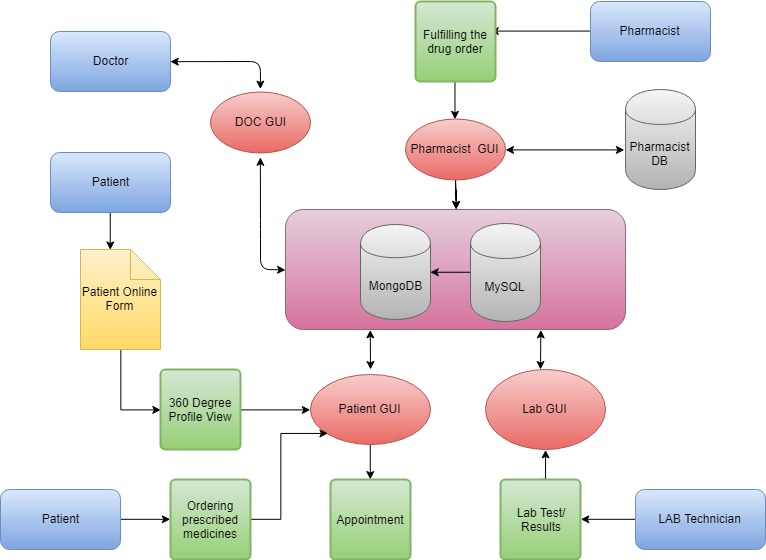 Fulfilling the
drug order
Pharmacist
Doctor
DOC GUI
Pharmacist GUI
Pharmacist
DB
Patient
Patient Online
Form
MongoDB
MySQL
360 Degree
Profile View
Patient GUI
Lab GUI
Patient
Ordering
prescribed
medicines
Appointment
Lab Test/
Results
LAB Technician